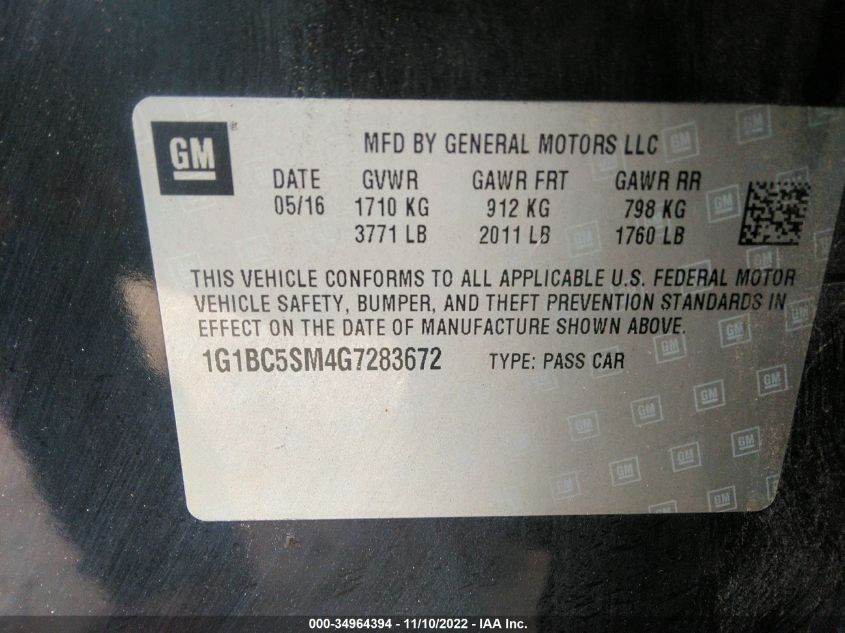 GM
MFD BY GENERAL MOTORS LLC
DATE GVWR GAWR FRT GAWR RR
05/16 1710 KG 912 KG 798 KG
3771 LB 2011 LB 1760 LB
THIS VEHICLE CONFORMS TO ALL APPLICABLE U.S. FEDERAL MOTOR
VEHICLE SAFETY, BUMPER, AND THEFT PREVENTION STANDARDS IN
EFFECT ON THE DATE OF MANUFACTURE SHOWN ABOVE.
1G1BC5SM4G7283672 TYPE: PASS CAR
000-34964394 - 11/10/2022 - IAA Inc.